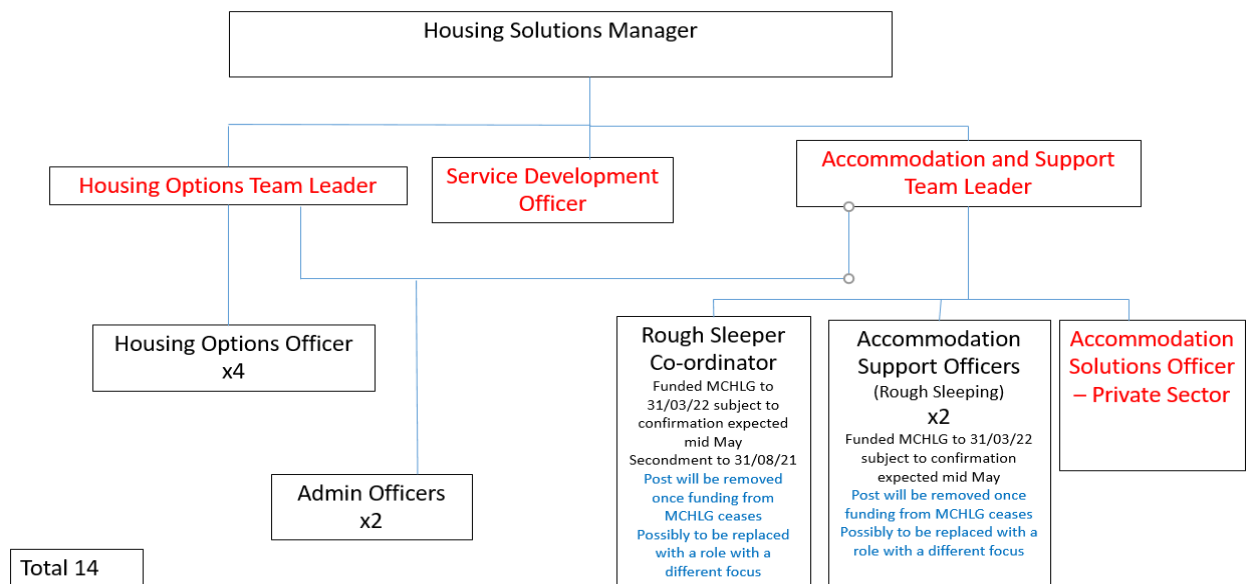 Housing Solutions Manager
Housing Options Team Leader
Service Development
Officer
Accommodation and Support
Team Leader
Housing Options Officer
x4
Admin Officers
x2
Rough Sleeper
Co-ordinator
Funded MCHLG to
31/03/22 subject to
confirmation expected
mid May
Secondment to 31/08/21
Post will be removed
once funding from
MCHLG ceases
Possibly to be replaced
with a role with a
different focus
Accommodation
Support Officers
(Rough Sleeping)
x2
Funded MCHLG to 31/03/22
subject to confirmation
expected mid May
Post will be removed once
funding from MCHLG ceases
Possibly to be replaced with a
role with a different focus
Accommodation
Solutions Officer
– Private Sector
Total 14